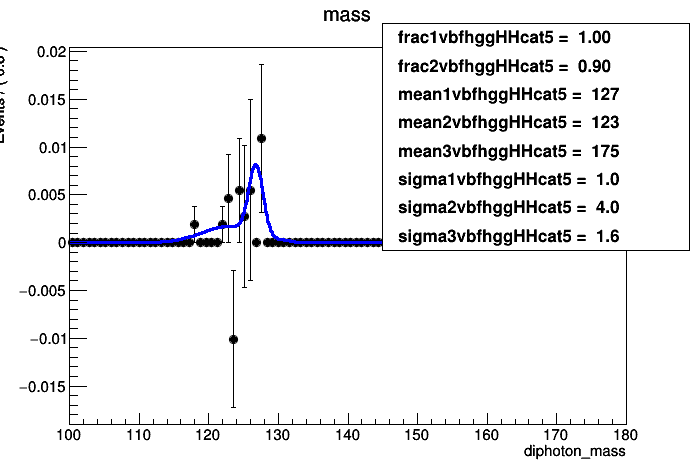 mass
frac1vbfhggHHcat5 = 1.00
frac2vbfhggHHcat5 = 0.90
mean1vbfhggHHcat5 = 127
mean2vbfhggHHcat5 = 123
mean3vbfhggHHcat5 = 175
sigma1vbfhggHHcat5 = 1.0
sigma2vbfhggHHcat5 = 4.0
sigma3vbfhggHHcat5 = 1.6
0.02
0.015
0.01
0.005
0
−0.005
−0.01
−0.015
100 110 120 130 140 150 160 170 180
diphoton_mass